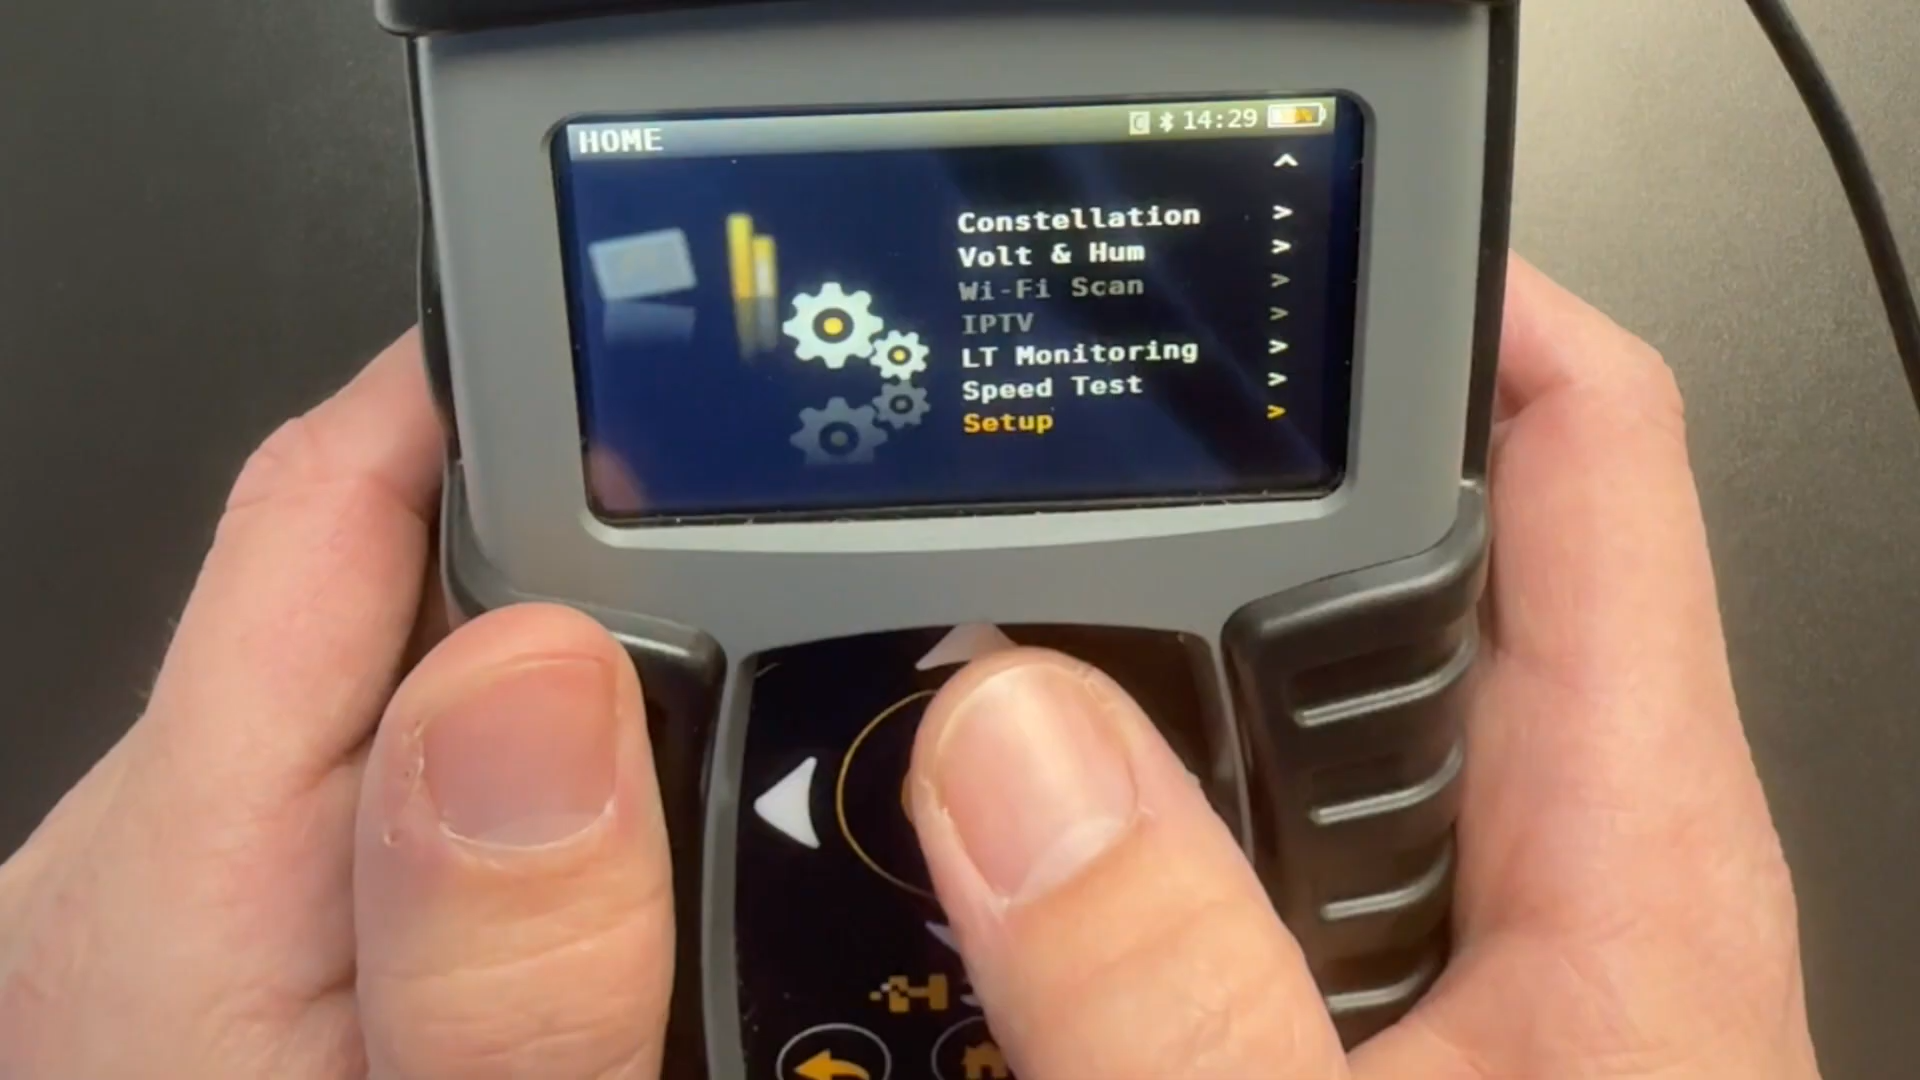 HOME
14:29
Constellation
Volt & Hum
Wi-Fi Scan
IPTV
LT Monitoring
Speed Test
Setup